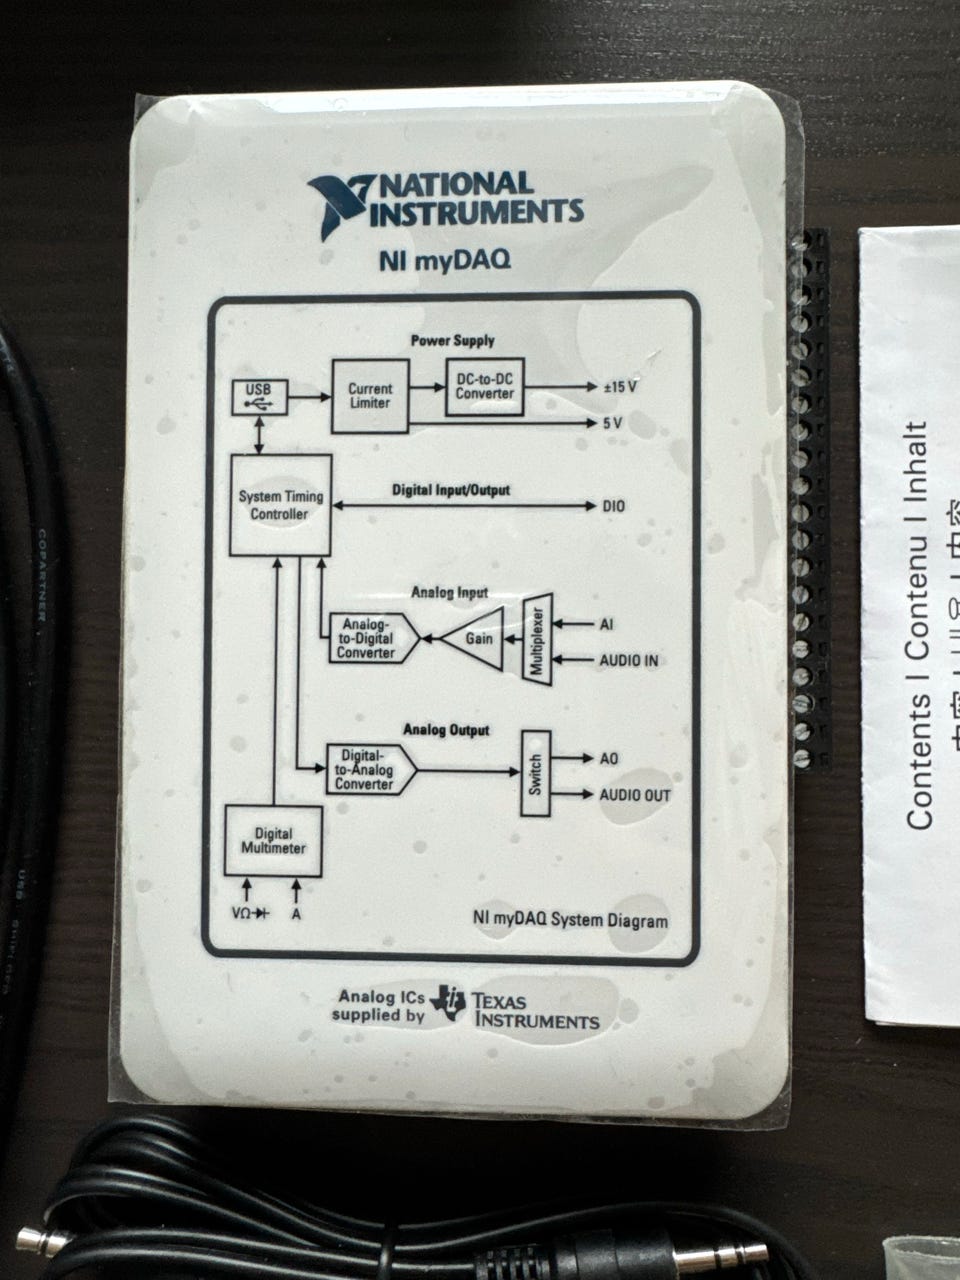 NATIONAL
INSTRUMENTS
NI myDAQ
Power Supply
USB
Current
Limiter
DC-to-DC
Converter
±15 V
5 V
System Timing
Controller
Digital Input/Output
DIO
Analog Input
Analog-
to-Digital
Converter
Gain
Multiplexer
AI
AUDIO IN
Analog Output
Digital-
to-Analog
Converter
Switch
AO
AUDIO OUT
Digital
Multimeter
VΩ
A
NI myDAQ System Diagram
Analog ICs
supplied by
ti
TEXAS
INSTRUMENTS
Contents | Contenu | Inhalt
COPARTNER